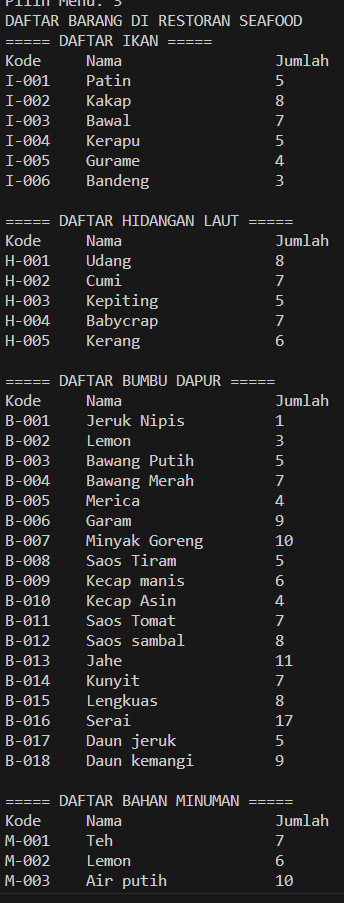 Pilih Menu: 3
DAFTAR BARANG DI RESTORAN SEAFOOD
===== DAFTAR IKAN =====
Kode Nama Jumlah
I-001 Patin 5
I-002 Kakap 8
I-003 Bawal 7
I-004 Kerapu 5
I-005 Gurame 4
I-006 Bandeng 3
===== DAFTAR HIDANGAN LAUT =====
Kode Nama Jumlah
H-001 Udang 8
H-002 Cumi 7
H-003 Kepiting 5
H-004 Babycrap 7
H-005 Kerang 6
===== DAFTAR BUMBU DAPUR =====
Kode Nama Jumlah
B-001 Jeruk Nipis 1
B-002 Lemon 3
B-003 Bawang Putih 5
B-004 Bawang Merah 7
B-005 Merica 4
B-006 Garam 9
B-007 Minyak Goreng 10
B-008 Saos Tiram 5
B-009 Kecap manis 6
B-010 Kecap Asin 4
B-011 Saos Tomat 7
B-012 Saos sambal 8
B-013 Jahe 11
B-014 Kunyit 7
B-015 Lengkuas 8
B-016 Serai 17
B-017 Daun jeruk 5
B-018 Daun kemangi 9
===== DAFTAR BAHAN MINUMAN =====
Kode Nama Jumlah
M-001 Teh 7
M-002 Lemon 6
M-003 Air putih 10